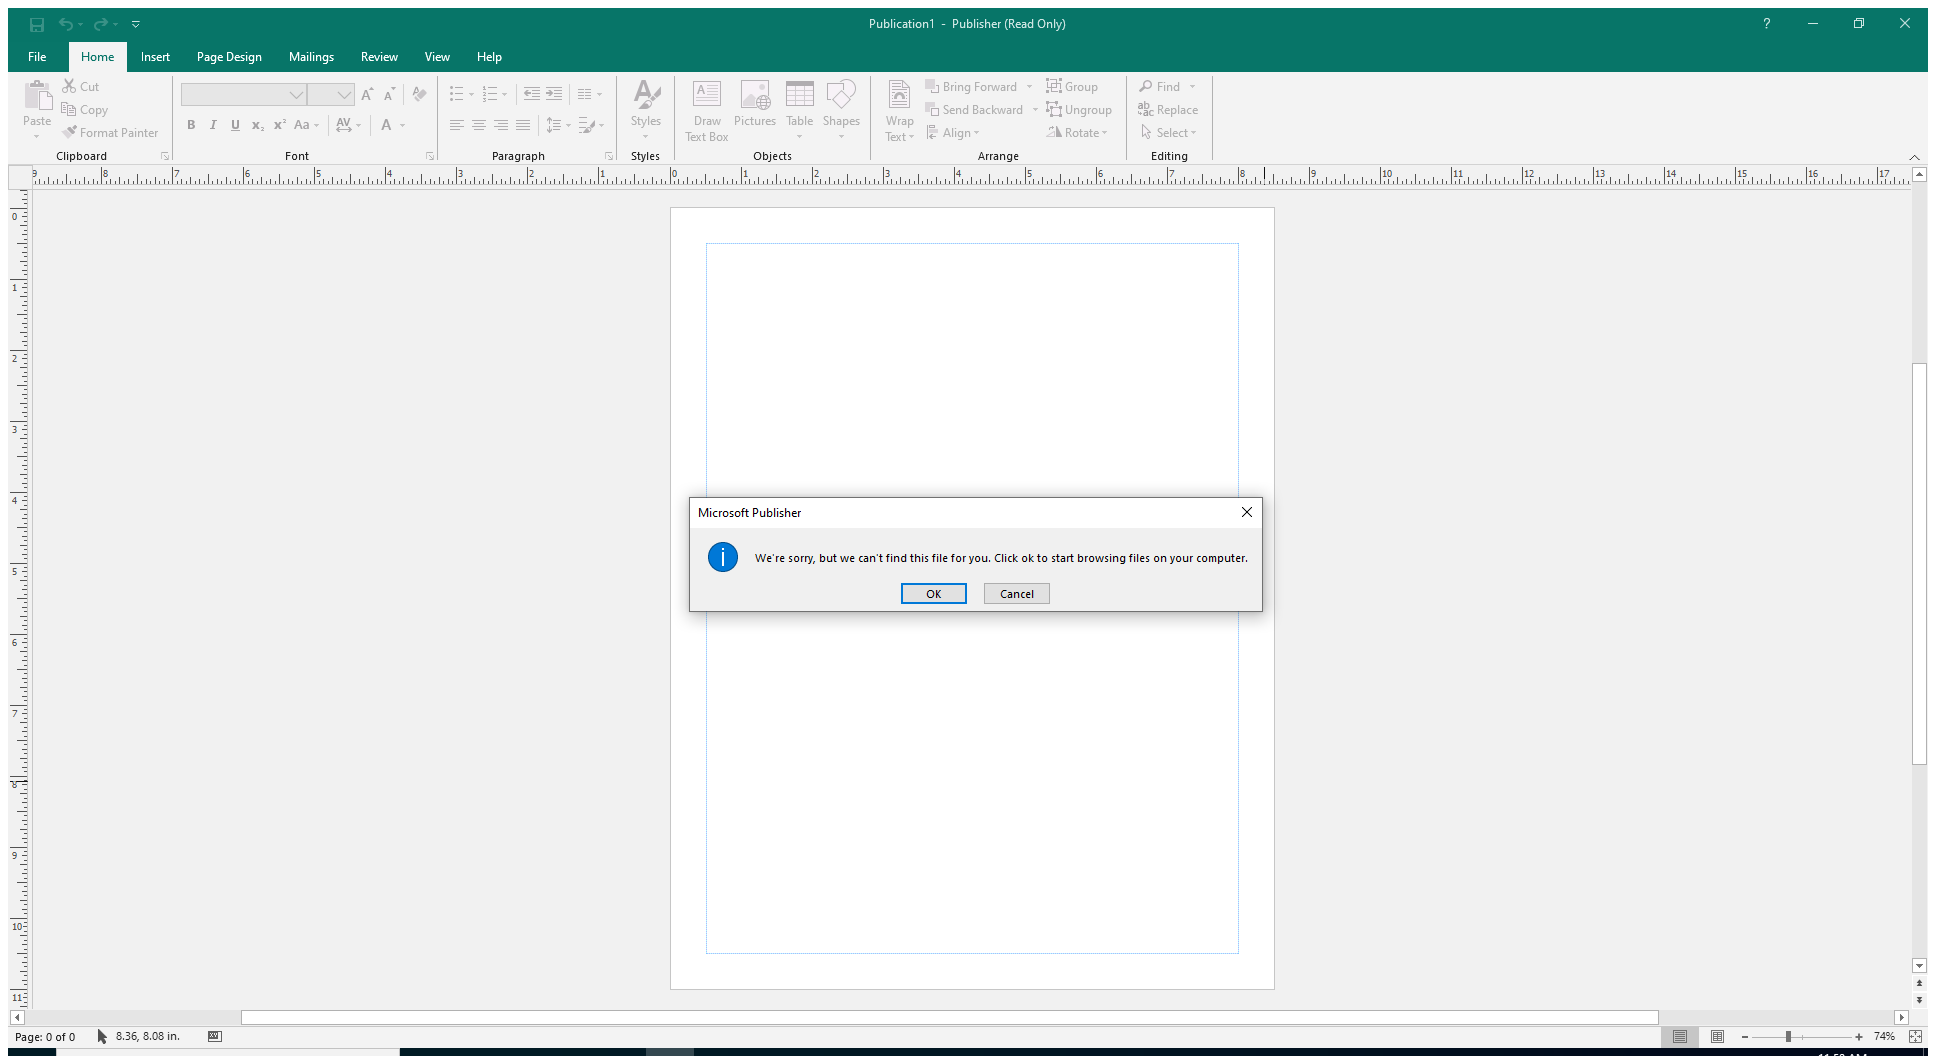 Publication1 - Publisher (Read Only)
?
File Home Insert Page Design Mailings Review View Help
Paste
Cut
Copy
Format Painter
Clipboard
B I U x₂ x² Aa AV A
Font
Paragraph
Styles
Styles
Draw Text Box
Pictures
Table
Shapes
Objects
Wrap Text
Bring Forward
Send Backward
Align
Group
Ungroup
Rotate
Arrange
Find
Replace
Select
Editing
9 8 7 6 5 4 3 2 1 0 1 2 3 4 5 6 7 8 9 10 11 12 13 14 15 16 17
0
1
2
3
4
5
6
7
8
9
10
11
Microsoft Publisher
We're sorry, but we can't find this file for you. Click ok to start browsing files on your computer.
OK Cancel
Page: 0 of 0 8.36, 8.08 in. 74%